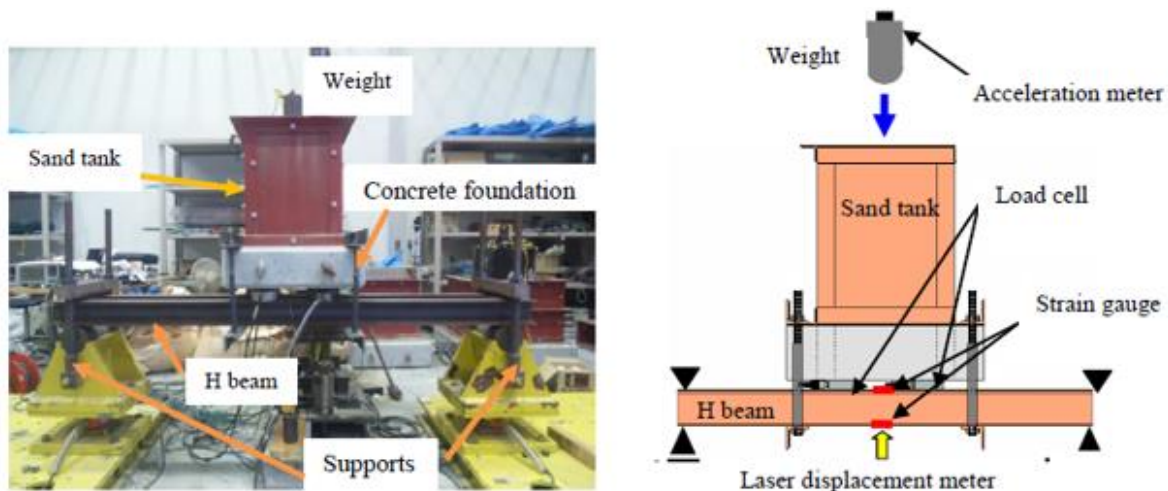 Weight
Sand tank
Concrete foundation
H beam
Supports
Weight
Acceleration meter
Sand tank
Load cell
Strain gauge
H beam
Laser displacement meter